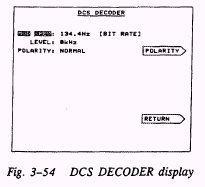 DCS DECODER
134.4Hz [BIT RATE]
LEVEL: 0kHz
POLARITY: NORMAL
POLARITY
RETURN
Fig. 3-54 DCS DECODER display